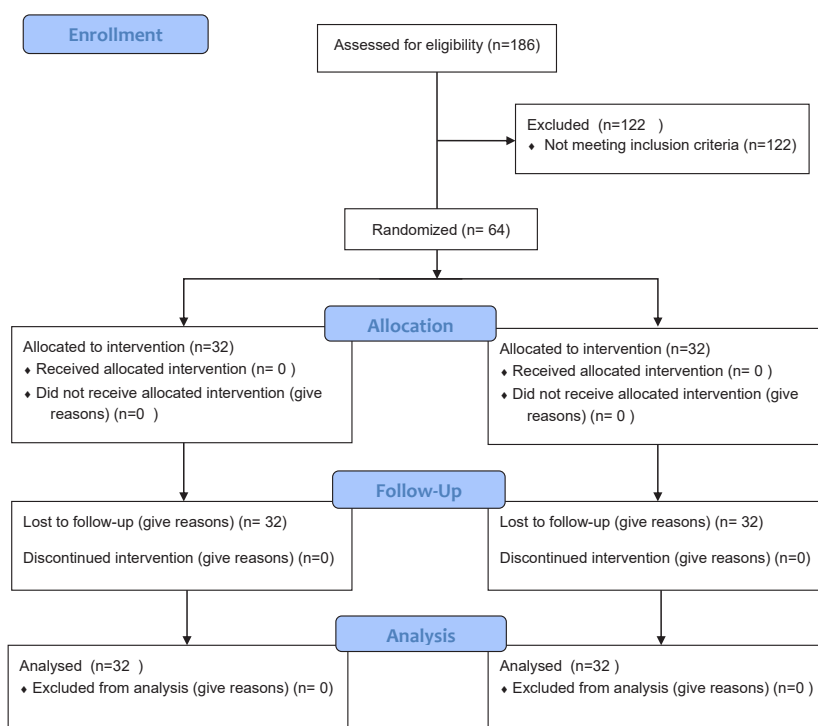 Enrollment
Assessed for eligibility (n=186)
Excluded (n=122 )
♦ Not meeting inclusion criteria (n=122)
Randomized (n= 64)
Allocation
Allocated to intervention (n=32)
♦ Received allocated intervention (n= 0 )
♦ Did not receive allocated intervention (give
reasons) (n=0 )
Allocated to intervention (n=32)
♦ Received allocated intervention (n= 0 )
♦ Did not receive allocated intervention (give
reasons) (n= 0 )
Follow-Up
Lost to follow-up (give reasons) (n= 32)
Discontinued intervention (give reasons) (n=0)
Lost to follow-up (give reasons) (n= 32)
Discontinued intervention (give reasons) (n=0)
Analysis
Analysed (n=32 )
♦ Excluded from analysis (give reasons) (n= 0)
Analysed (n=32 )
♦ Excluded from analysis (give reasons) (n=0 )